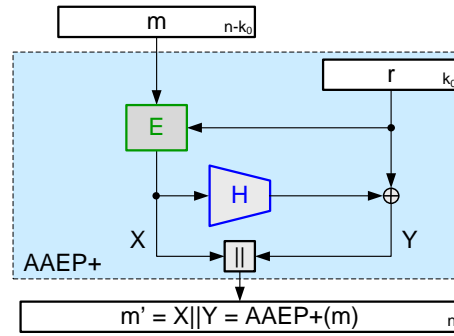 m n-k₀
r k₀
E
H
X Y
||
AAEP+
m' = X||Y = AAEP+(m) n